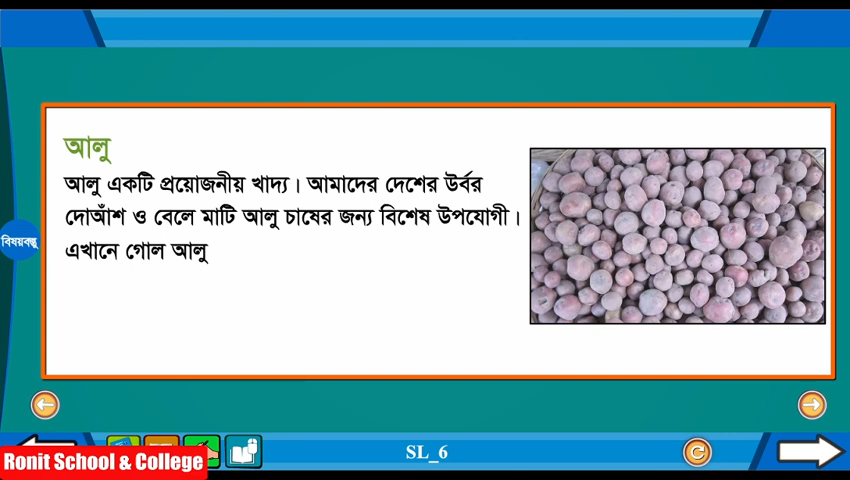 আলু
আলু একটি প্রয়োজনীয় খাদ্য। আমাদের দেশের উর্বর
দোআঁশ ও বেলে মাটি আলু চাষের জন্য বিশেষ উপযোগী।
এখানে গোল আলু
বিষয়বস্তু
SL_6
Ronit School & College